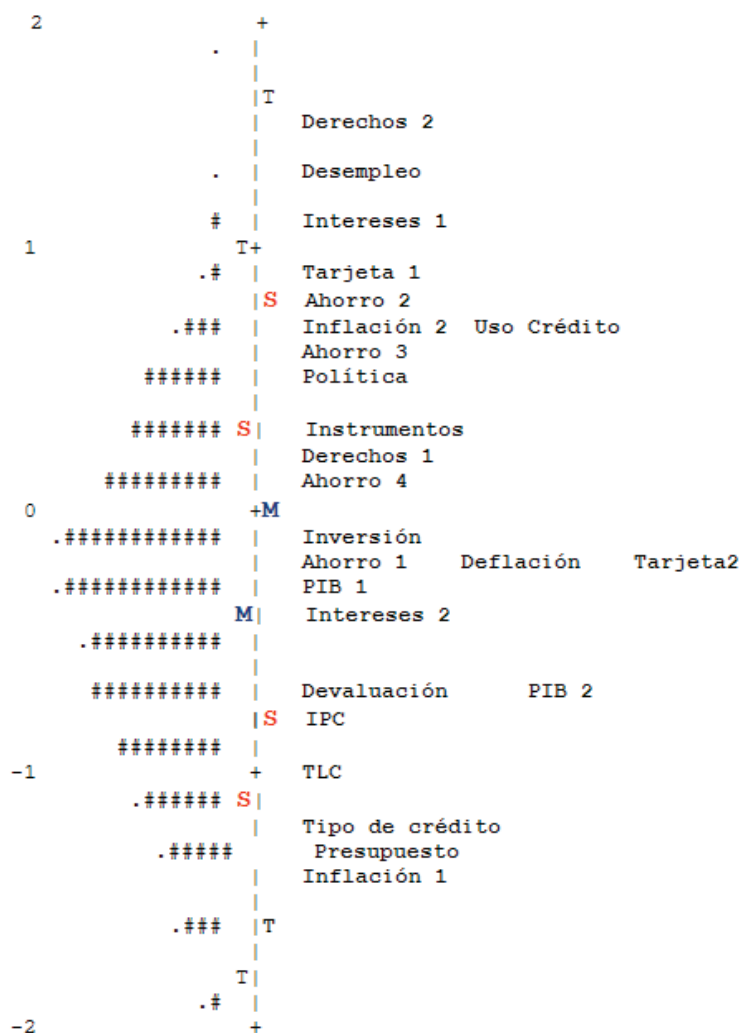 2 +
. |
|
|T
| Derechos 2
|
. | Desempleo
|
# | Intereses 1
1 T+
.# | Tarjeta 1
|S Ahorro 2
.### | Inflación 2 Uso Crédito
| Ahorro 3
###### | Política
|
####### S| Instrumentos
| Derechos 1
######### | Ahorro 4
0 +M
.############ | Inversión
| Ahorro 1 Deflación Tarjeta2
.############ | PIB 1
M| Intereses 2
.########## |
|
########## | Devaluación PIB 2
|S IPC
######## |
-1 + TLC
.###### S|
| Tipo de crédito
.##### Presupuesto
| Inflación 1
|
.### |T
|
T|
.# |
-2 +